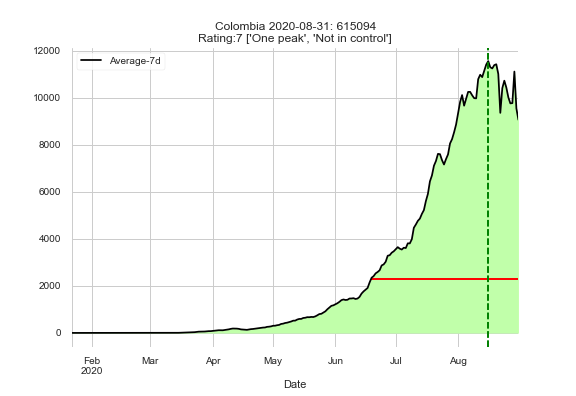 Colombia 2020-08-31: 615094
Rating:7 ['One peak', 'Not in control']
Average-7d
12000
10000
8000
6000
4000
2000
0
Feb Mar Apr May Jun Jul Aug
2020
Date